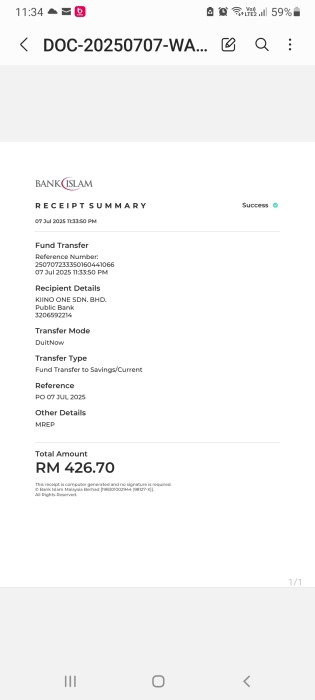 11:34
59%
DOC-20250707-WA...
BANK ISLAM
RECEIPT SUMMARY
Success
07 Jul 2025 11:33:50 PM
Fund Transfer
Reference Number:
250707233350160441066
07 Jul 2025 11:33:50 PM
Recipient Details
KIINO ONE SDN. BHD.
Public Bank
3206592214
Transfer Mode
DuitNow
Transfer Type
Fund Transfer to Savings/Current
Reference
PO 07 JUL 2025
Other Details
MREP
Total Amount
RM 426.70
This receipt is computer generated and no signature is required.
© Bank Islam Malaysia Berhad
All Rights Reserved.
1/1